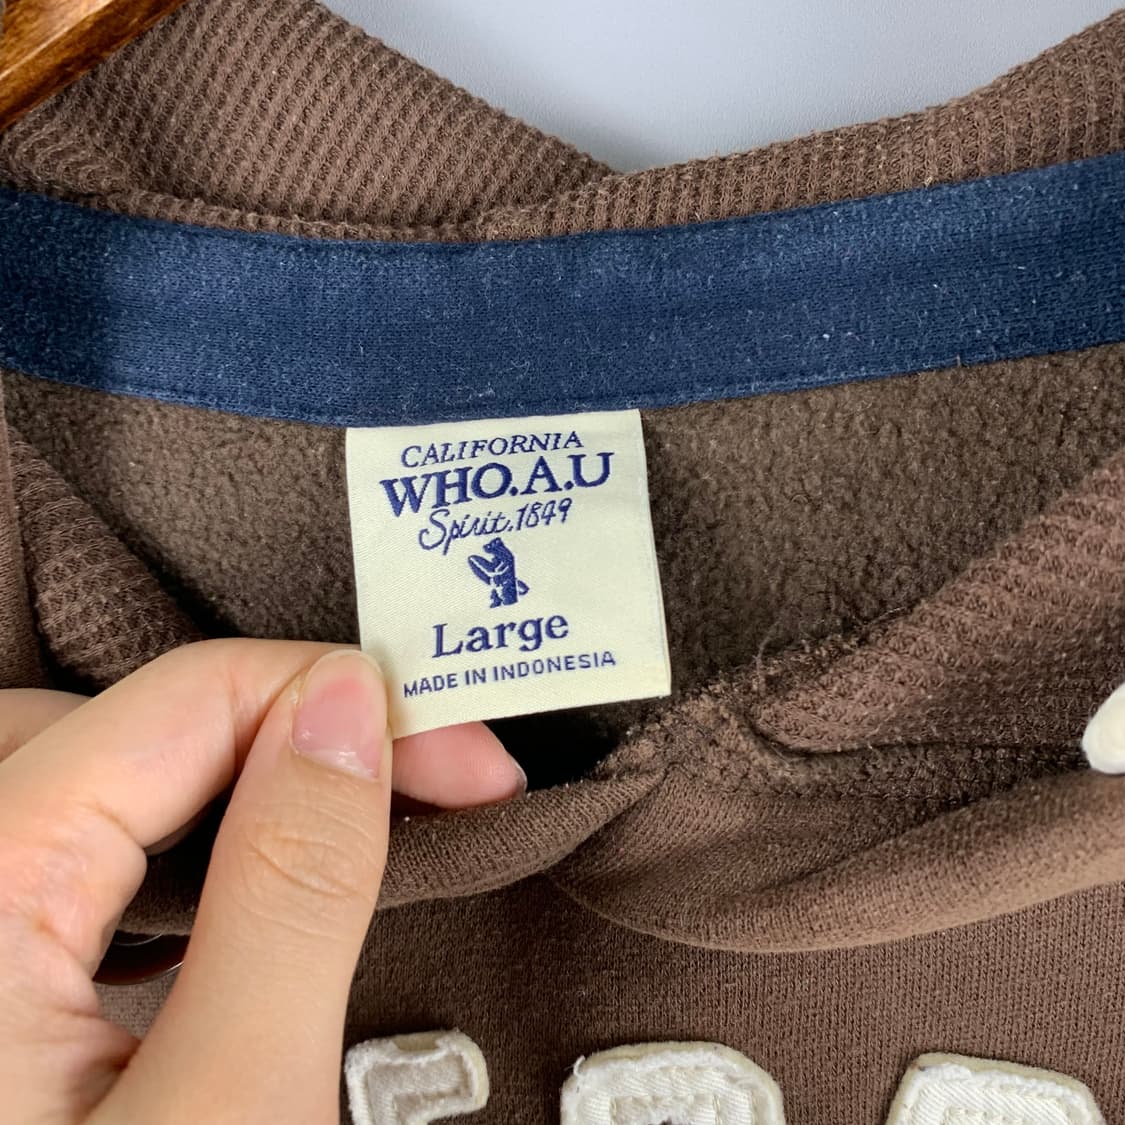 CALIFORNIA
WHO.A.U
Spirit.1849
Large
MADE IN INDONESIA